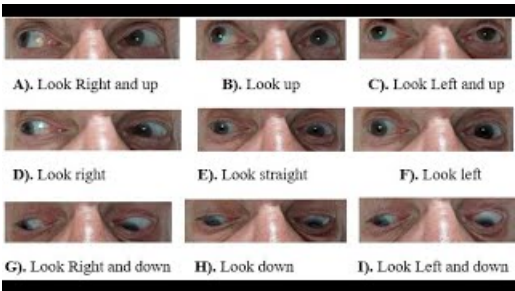 A). Look Right and up
B). Look up
C). Look Left and up
D). Look right
E). Look straight
F). Look left
G). Look Right and down
H). Look down
I). Look Left and down